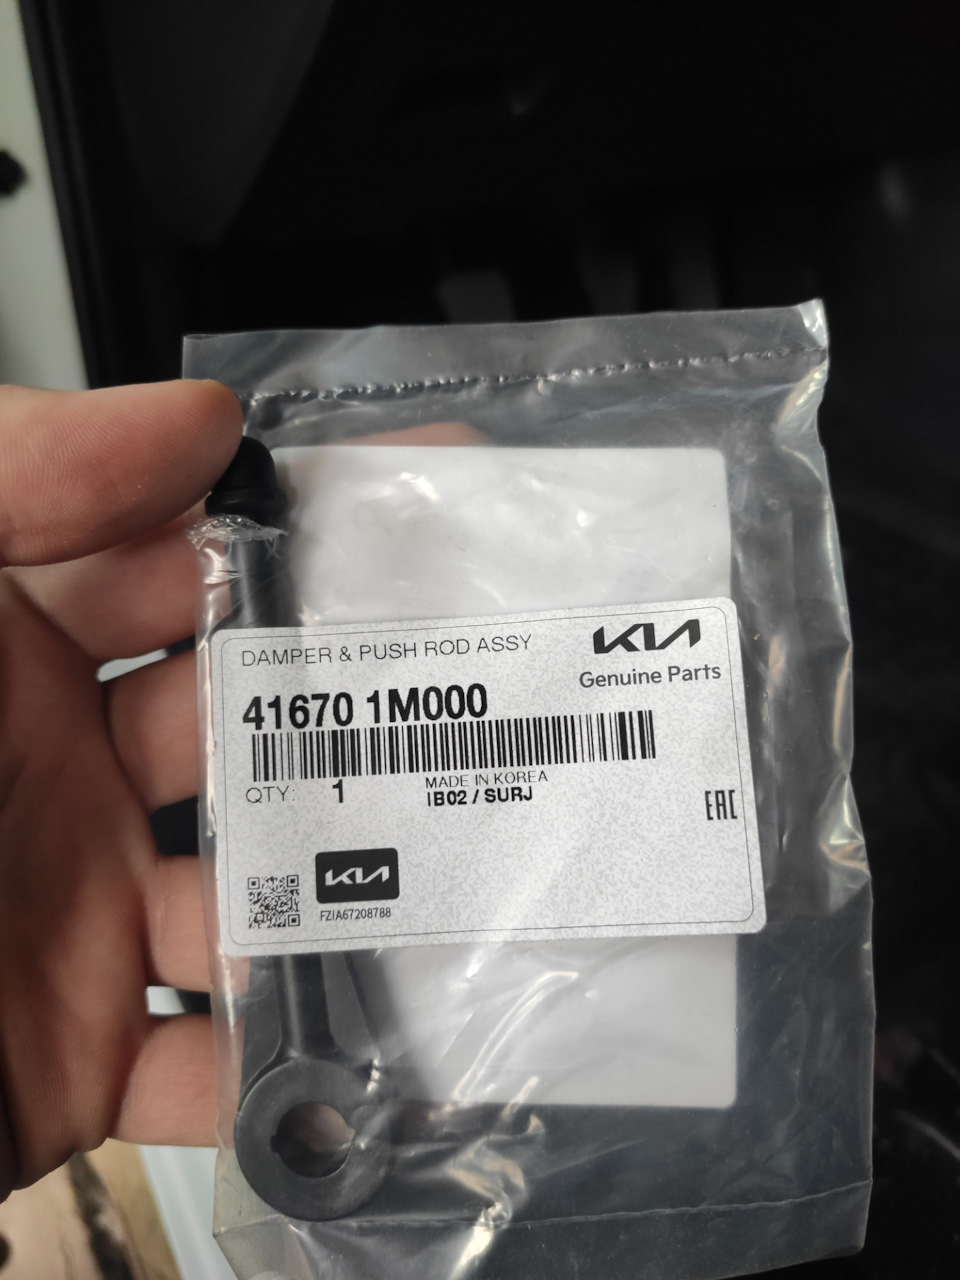 DAMPER & PUSH ROD ASSY
KIA
Genuine Parts
41670 1M000
QTY: 1
MADE IN KOREA
IB02 / SURJ
EAC
KIA
FZIA67208788